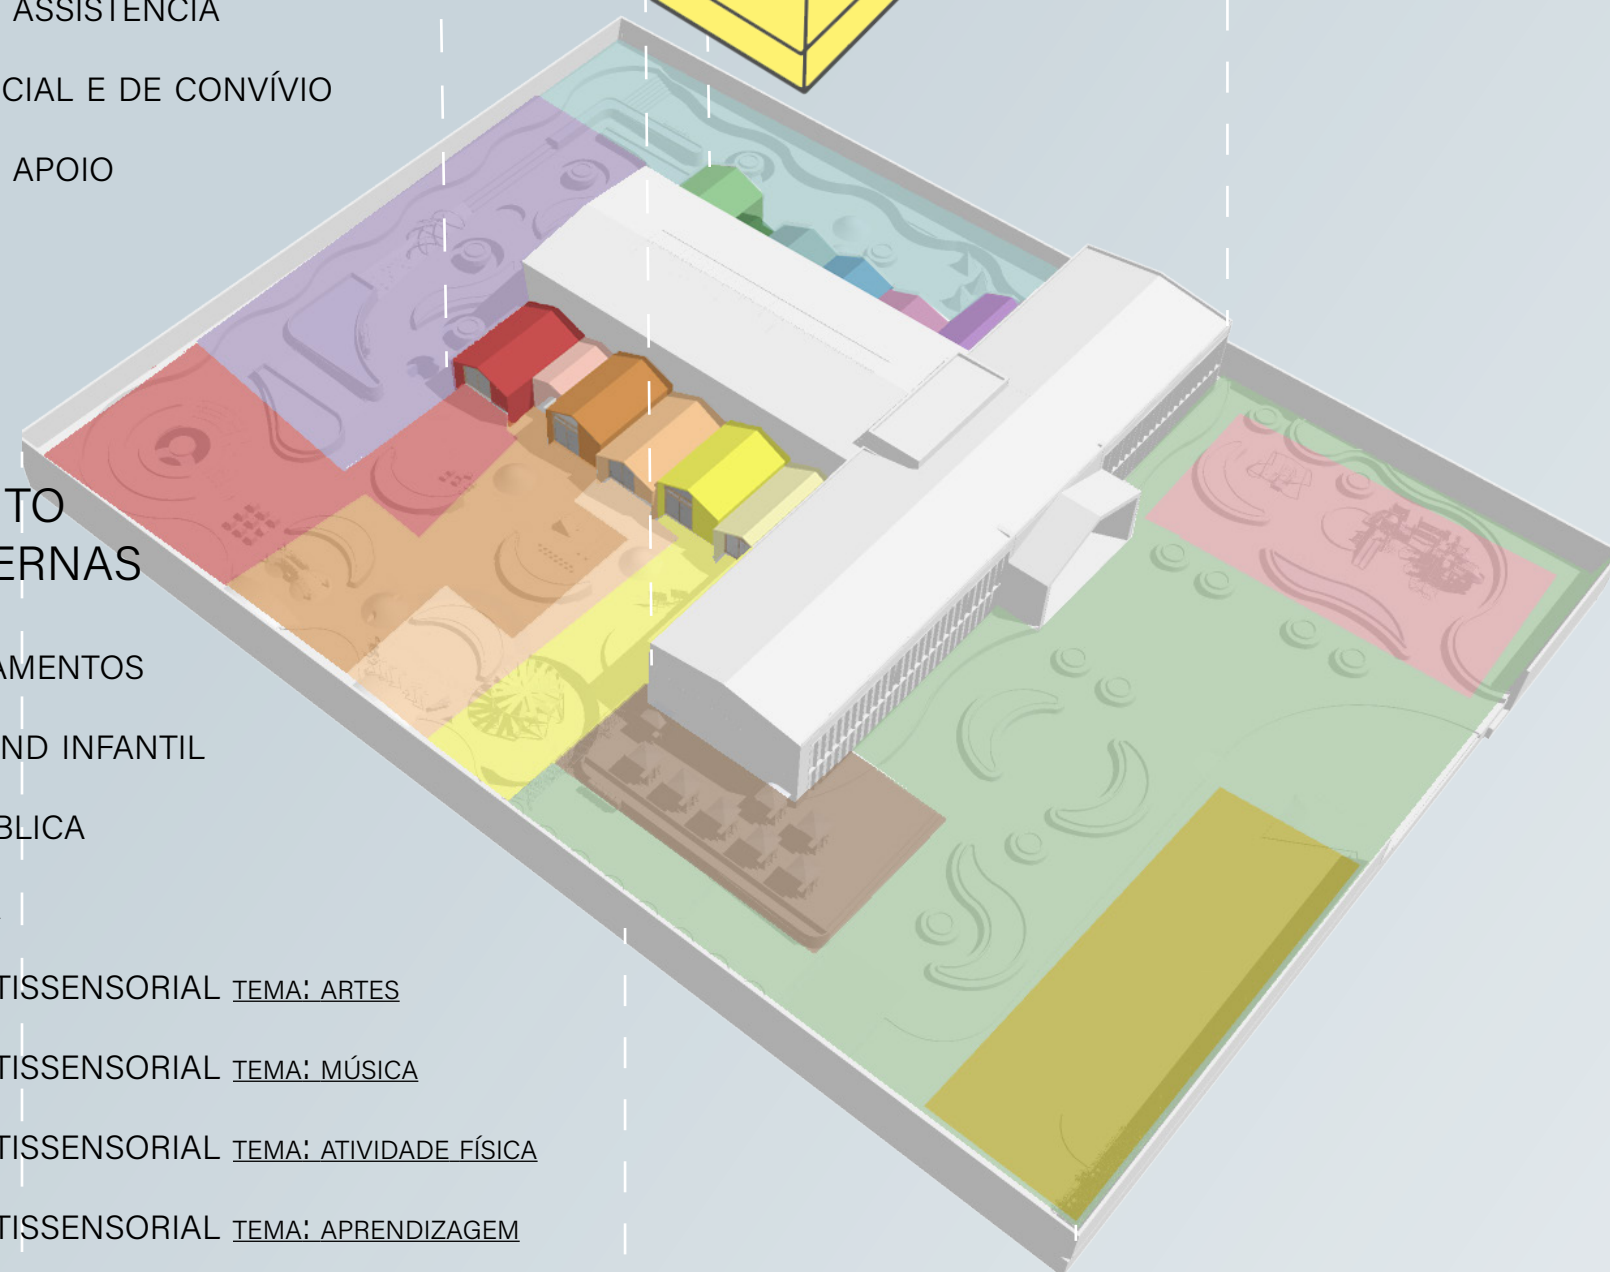 ASSISTÊNCIA
CIAL E DE CONVÍVIO
APOIO
TO
ERNAS
AMENTOS
ND INFANTIL
BLICA
TISSENSORIAL TEMA: ARTES
TISSENSORIAL TEMA: MÚSICA
TISSENSORIAL TEMA: ATIVIDADE FÍSICA
TISSENSORIAL TEMA: APRENDIZAGEM